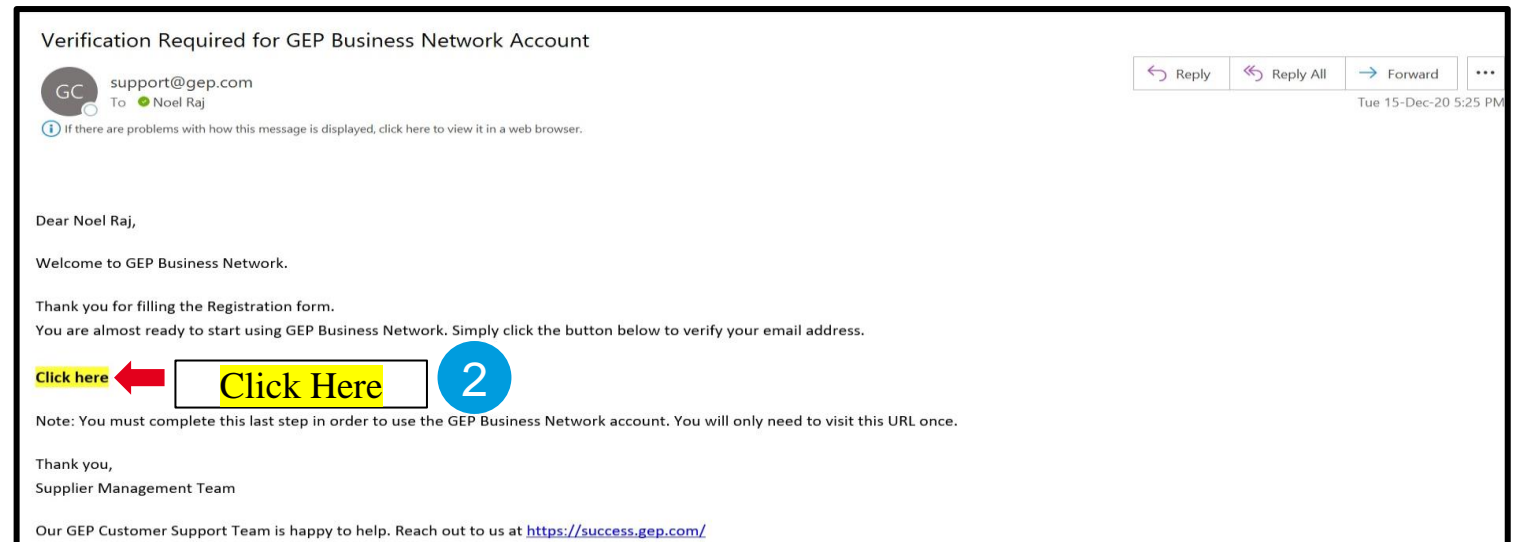 Verification Required for GEP Business Network Account
GC
support@gep.com
To Noel Raj
Reply
Reply All
Forward
Tue 15-Dec-20 5:25 PM
If there are problems with how this message is displayed, click here to view it in a web browser.
Dear Noel Raj,
Welcome to GEP Business Network.
Thank you for filling the Registration form.
You are almost ready to start using GEP Business Network. Simply click the button below to verify your email address.
Click here
Click Here
2
Note: You must complete this last step in order to use the GEP Business Network account. You will only need to visit this URL once.
Thank you,
Supplier Management Team
Our GEP Customer Support Team is happy to help. Reach out to us at https://success.gep.com/